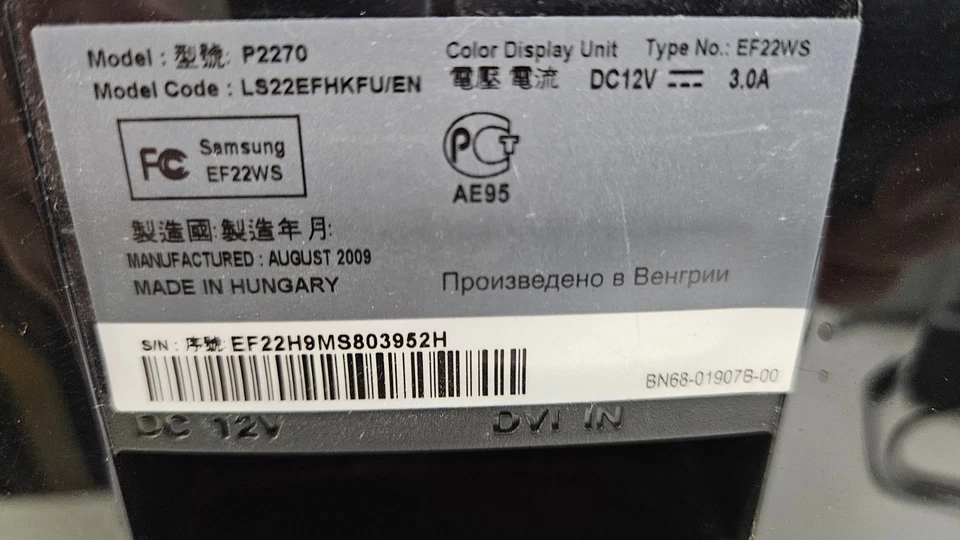 Model : 型號: P2270
Model Code : LS22EFHKFU/EN
Color Display Unit Type No.: EF22WS
電壓 電流 DC12V 3.0A
FC Samsung
EF22WS
РСТ
AE95
製造國: 製造年月:
MANUFACTURED : AUGUST 2009
MADE IN HUNGARY
Произведено в Венгрии
S/N : 序號: EF22H9MS803952H
BN68-01907B-00
DC 12V
DVI IN